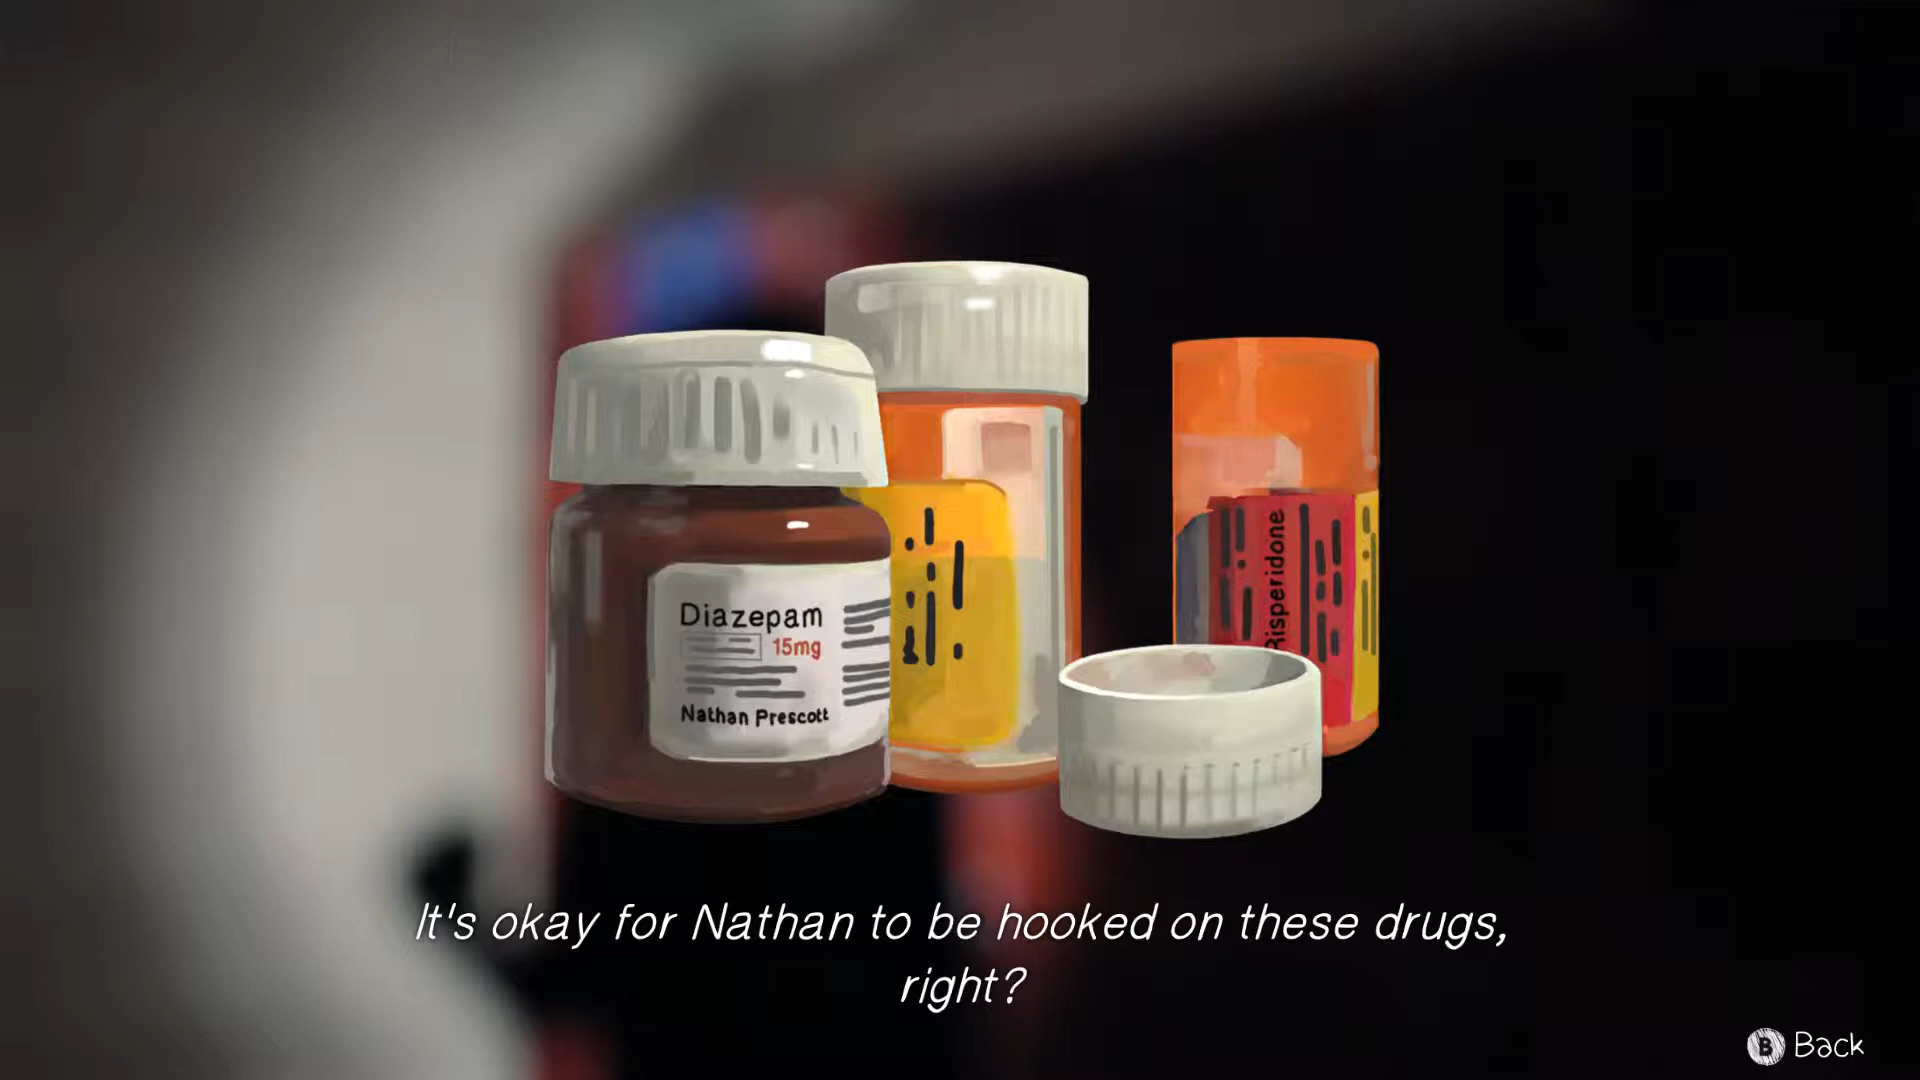 Diazepam
15mg
Nathan Prescott
Risperidone
It's okay for Nathan to be hooked on these drugs,
right?
B Back